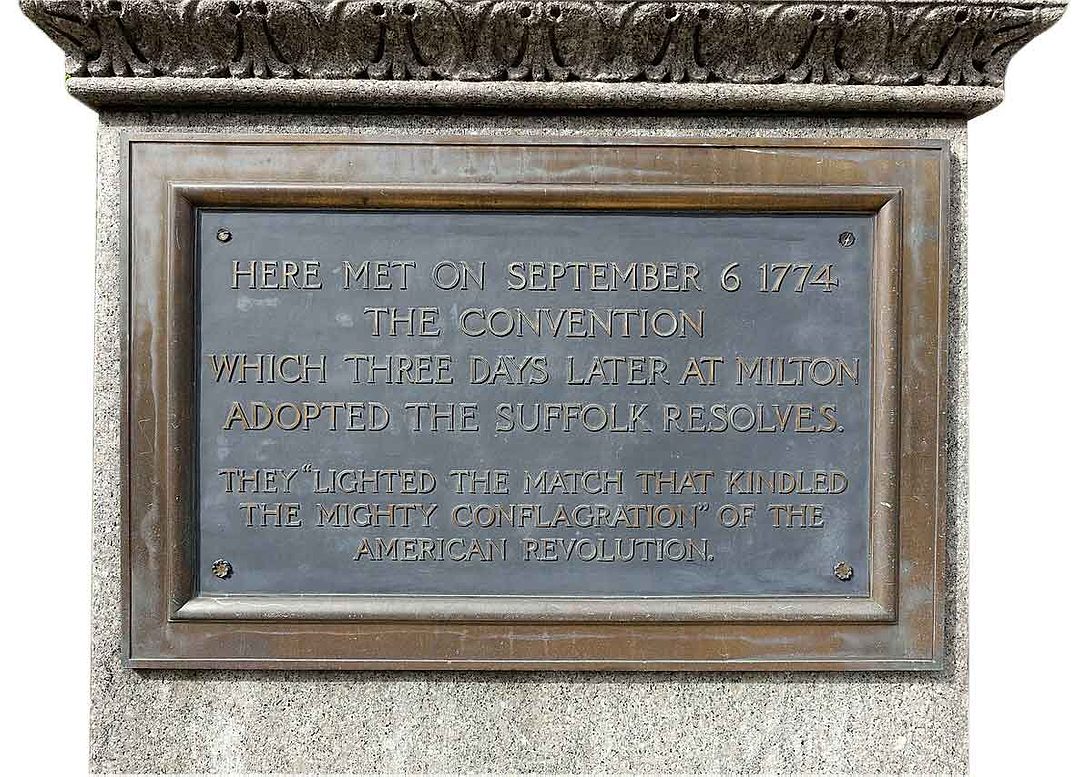 HERE MET ON SEPTEMBER 6 1774
THE CONVENTION
WHICH THREE DAYS LATER AT MILTON
ADOPTED THE SUFFOLK RESOLVES.
THEY "LIGHTED THE MATCH THAT KINDLED
THE MIGHTY CONFLAGRATION" OF THE
AMERICAN REVOLUTION.